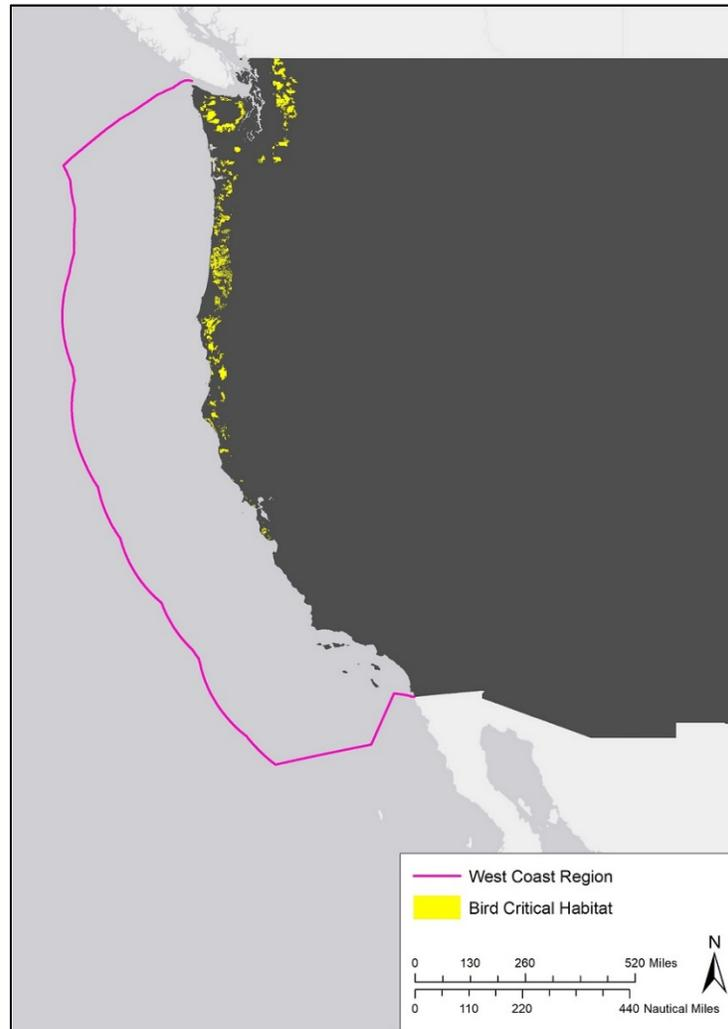 West Coast Region
Bird Critical Habitat
N
0 130 260 520 Miles
0 110 220 440 Nautical Miles